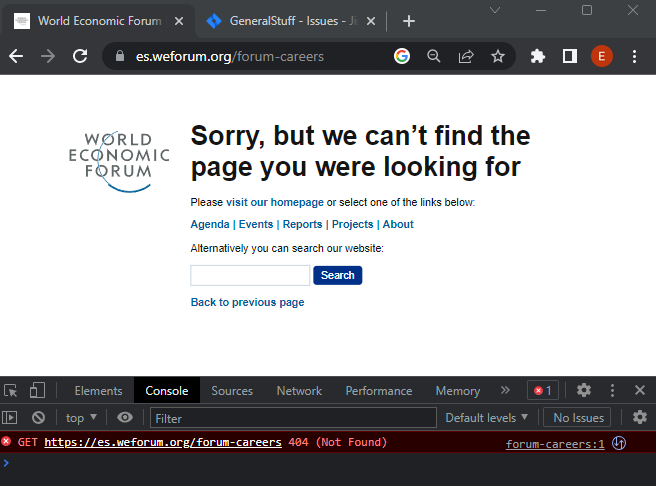 World Economic Forum
GeneralStuff - Issues - Ji
es.weforum.org/forum-careers
E
WORLD
ECONOMIC
FORUM
Sorry, but we can’t find the
page you were looking for
Please visit our homepage or select one of the links below:
Agenda | Events | Reports | Projects | About
Alternatively you can search our website:
Search
Back to previous page
Elements Console Sources Network Performance Memory » 1
top Filter Default levels No Issues
GET https://es.weforum.org/forum-careers 404 (Not Found) forum-careers:1